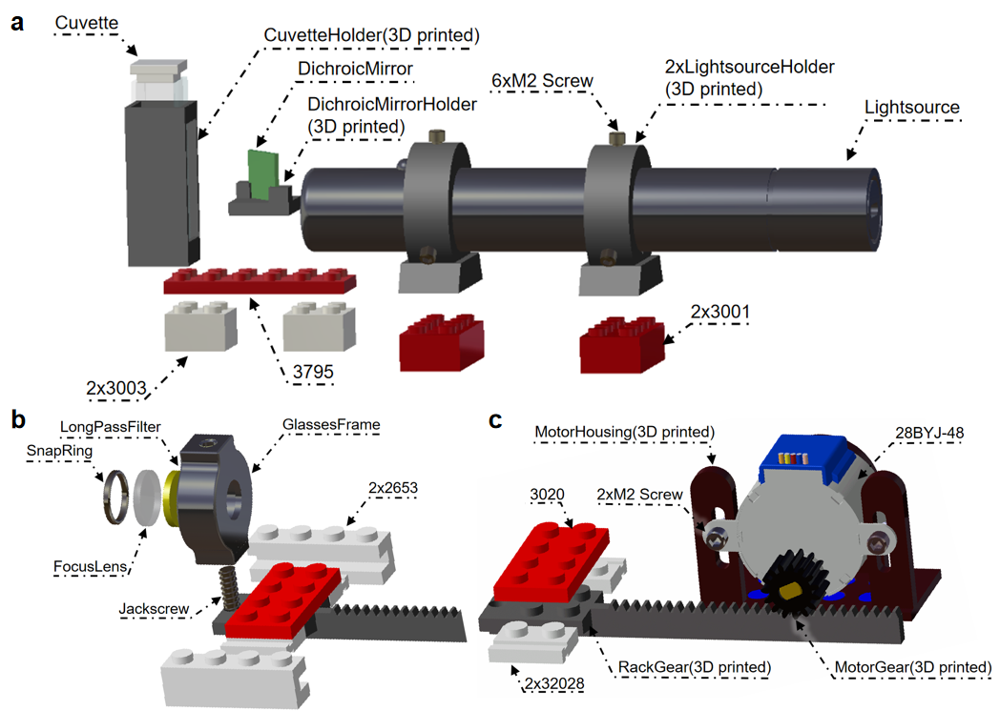 a
Cuvette
CuvetteHolder(3D printed)
DichroicMirror
DichroicMirrorHolder
(3D printed)
6xM2 Screw
2xLightsourceHolder
(3D printed)
Lightsource
2x3001
3795
2x3003
b
LongPassFilter
GlassesFrame
SnapRing
2x2653
FocusLens
Jackscrew
c
MotorHousing(3D printed)
28BYJ-48
3020
2xM2 Screw
RackGear(3D printed)
MotorGear(3D printed)
2x32028